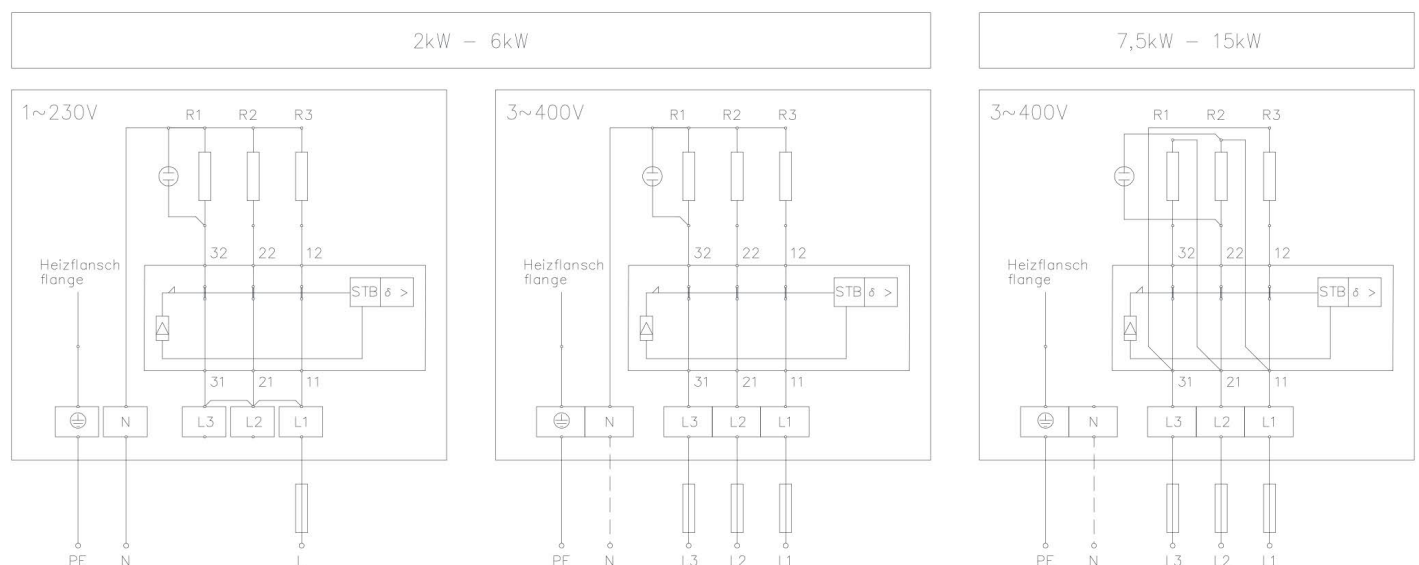 2kW – 6kW
7,5kW – 15kW
1~230V
R1 R2 R3
32 22 12
Heizflansch
flange
STB δ >
31 21 11
N L3 L2 L1
PE N L
3~400V
R1 R2 R3
32 22 12
Heizflansch
flange
STB δ >
31 21 11
N L3 L2 L1
PE N L3 L2 L1
3~400V
R1 R2 R3
32 22 12
Heizflansch
flange
STB δ >
31 21 11
N L3 L2 L1
PE N L3 L2 L1